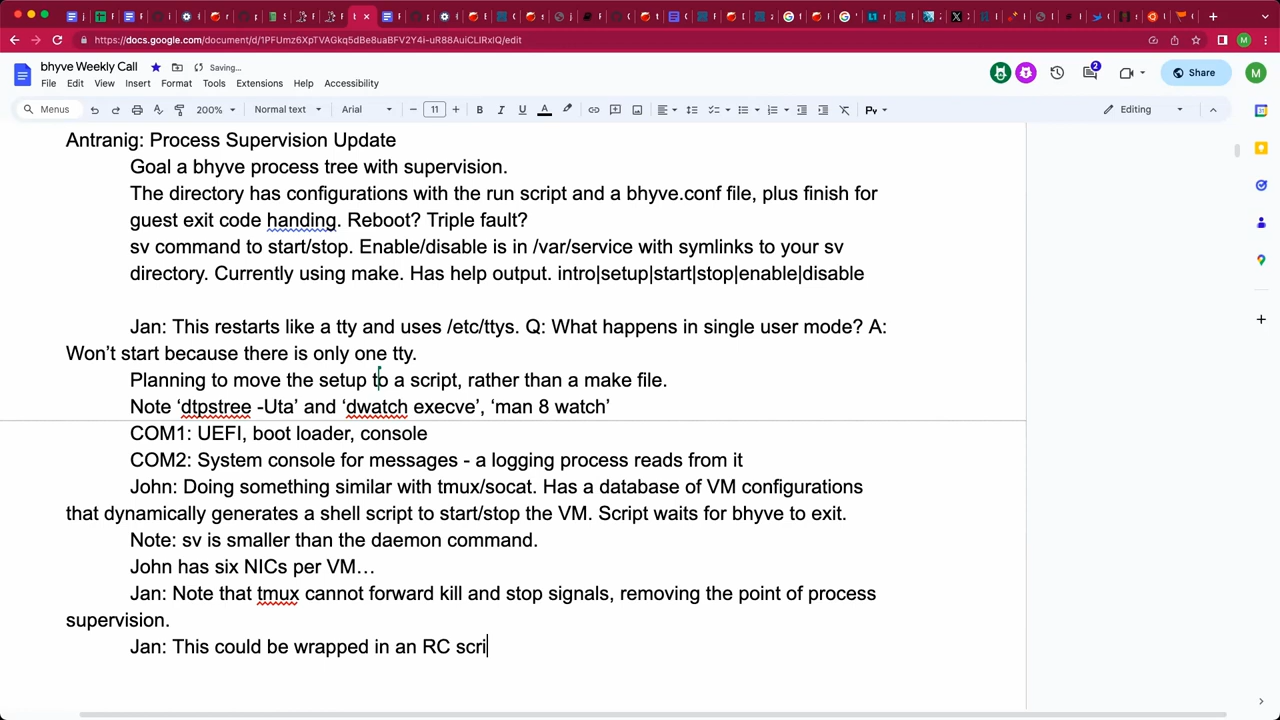 docs.google.com/document/d/1PFUmz6XpTVAGkq5dBe8uaBFV2Y4i-uR88AuiCLIRxIQ/edit
bhyve Weekly Call
Saving...
File Edit View Insert Format Tools Extensions Help Accessibility
2
Share
M
Menus
200%
Normal text
Arial
11
Editing
Antranig: Process Supervision Update
Goal a bhyve process tree with supervision.
The directory has configurations with the run script and a bhyve.conf file, plus finish for
guest exit code handing. Reboot? Triple fault?
sv command to start/stop. Enable/disable is in /var/service with symlinks to your sv
directory. Currently using make. Has help output. intro|setup|start|stop|enable|disable
Jan: This restarts like a tty and uses /etc/ttys. Q: What happens in single user mode? A:
Won’t start because there is only one tty.
Planning to move the setup to a script, rather than a make file.
Note ‘dtpstree -Uta’ and ‘dwatch execve’, ‘man 8 watch’
COM1: UEFI, boot loader, console
COM2: System console for messages - a logging process reads from it
John: Doing something similar with tmux/socat. Has a database of VM configurations
that dynamically generates a shell script to start/stop the VM. Script waits for bhyve to exit.
Note: sv is smaller than the daemon command.
John has six NICs per VM…
Jan: Note that tmux cannot forward kill and stop signals, removing the point of process
supervision.
Jan: This could be wrapped in an RC scri